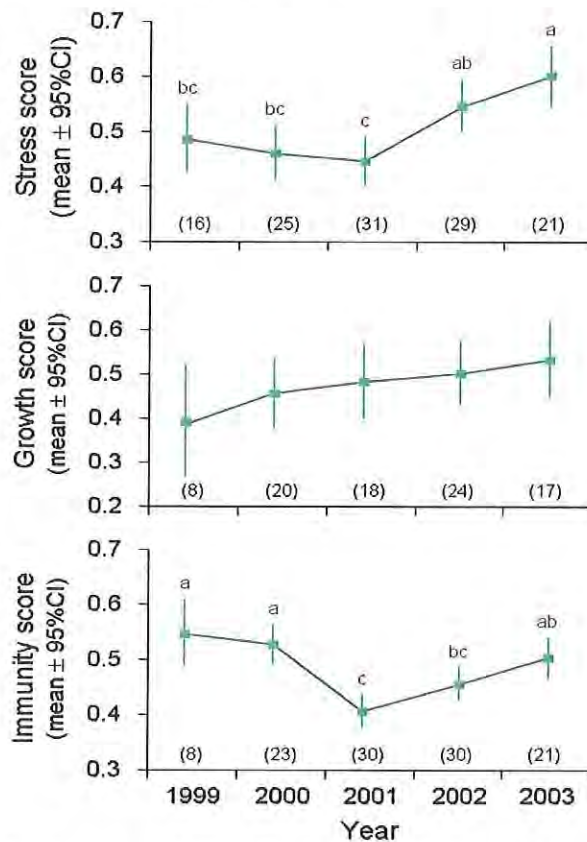 Stress score
(mean ± 95%CI)
0.7
0.6
0.5
0.4
0.3
bc
bc
c
ab
a
(16)
(25)
(31)
(29)
(21)
Growth score
(mean ± 95%CI)
0.7
0.6
0.5
0.4
0.3
0.2
(8)
(20)
(18)
(24)
(17)
Immunity score
(mean ± 95%CI)
0.7
0.6
0.5
0.4
0.3
a
a
c
bc
ab
(8)
(23)
(30)
(30)
(21)
1999 2000 2001 2002 2003
Year